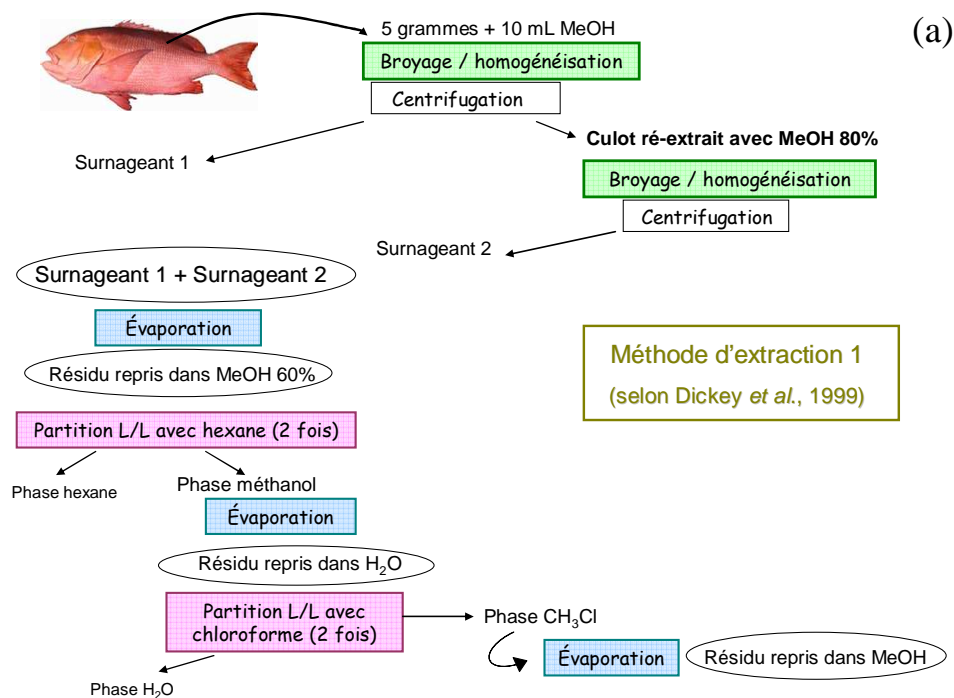 (a)
5 grammes + 10 mL MeOH
Broyage / homogénéisation
Centrifugation
Surnageant 1
Culot ré-extrait avec MeOH 80%
Broyage / homogénéisation
Centrifugation
Surnageant 2
Surnageant 1 + Surnageant 2
Évaporation
Résidu repris dans MeOH 60%
Méthode d'extraction 1
(selon Dickey et al., 1999)
Partition L/L avec hexane (2 fois)
Phase hexane
Phase méthanol
Évaporation
Résidu repris dans H₂O
Partition L/L avec
chloroforme (2 fois)
Phase CH₃Cl
Évaporation
Résidu repris dans MeOH
Phase H₂O